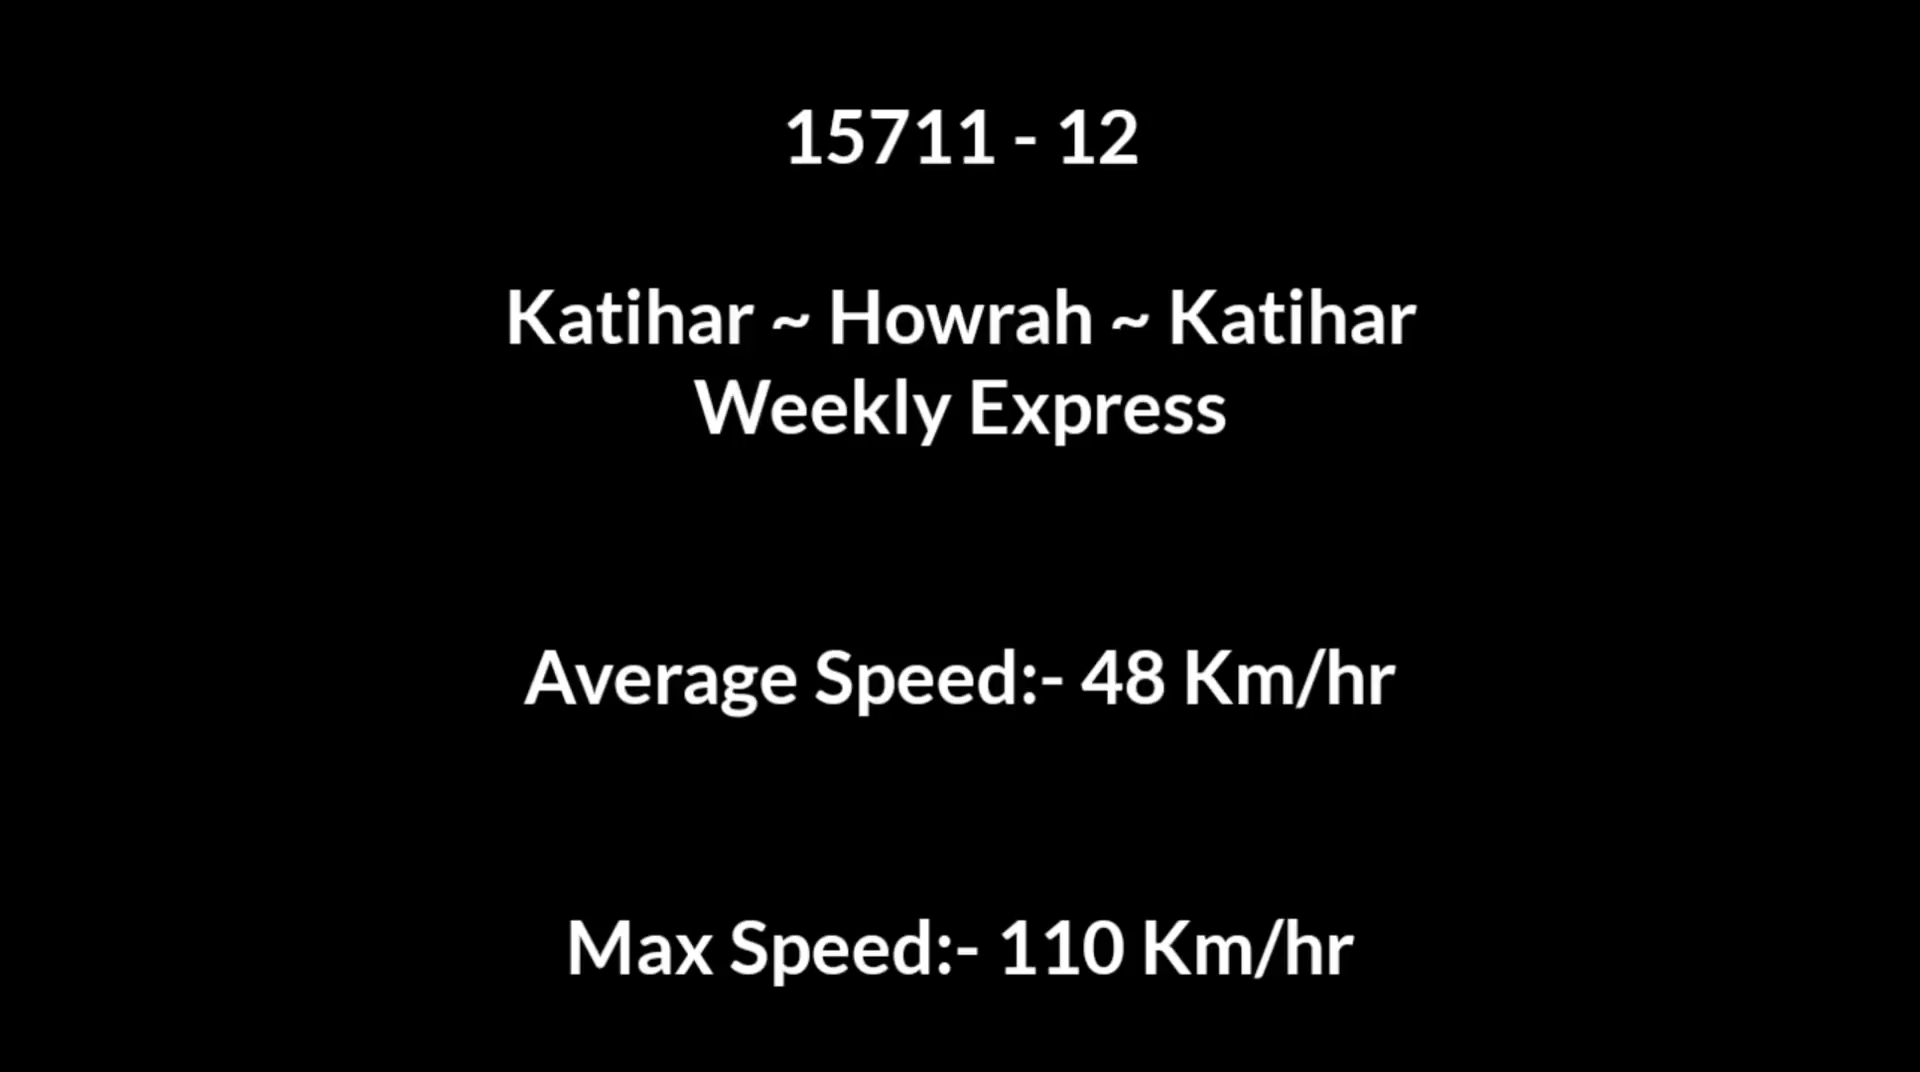 15711 - 12
Katihar ~ Howrah ~ Katihar
Weekly Express
Average Speed:- 48 Km/hr
Max Speed:- 110 Km/hr